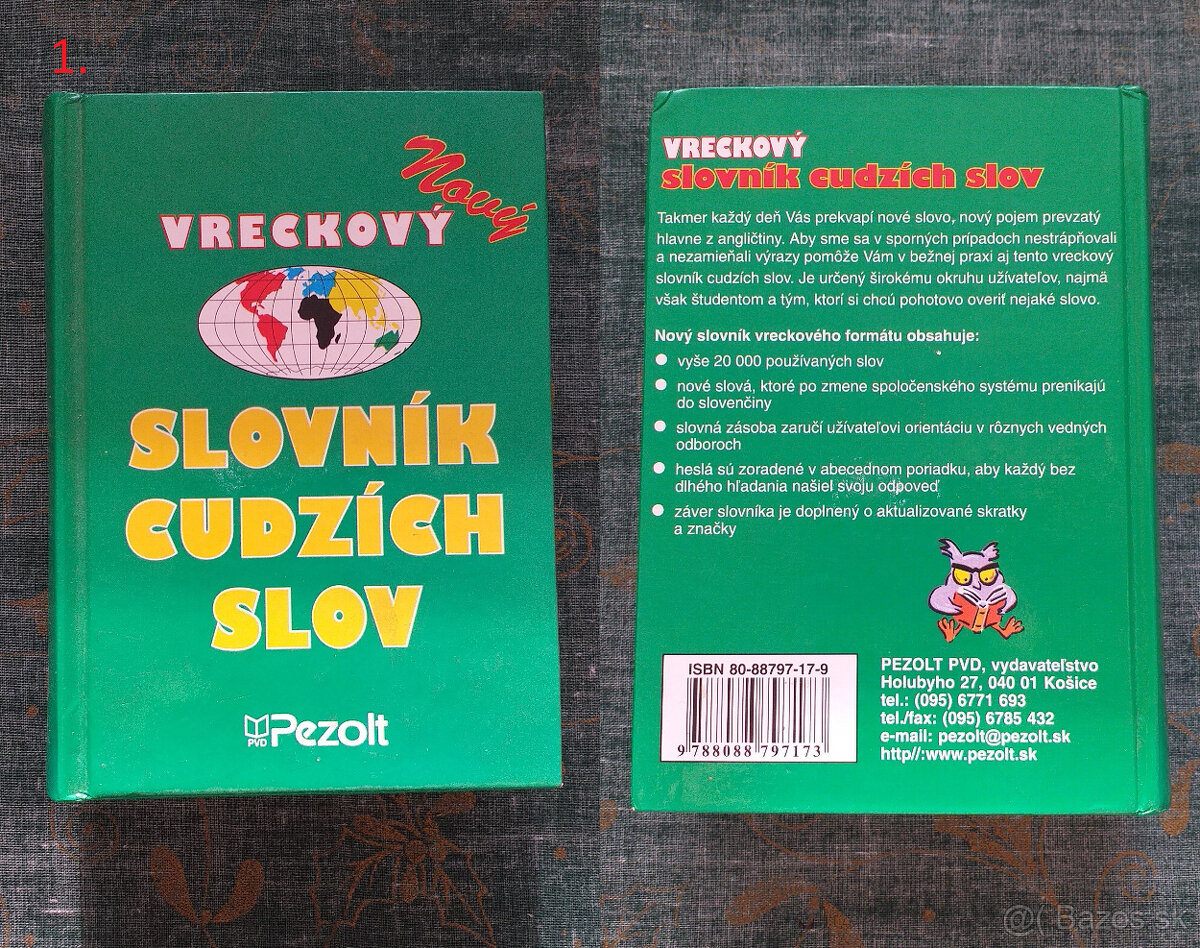 1.
Nový
VRECKOVÝ
SLOVNÍK
CUDZÍCH
SLOV
PVD Pezolt
VRECKOVÝ
slovník cudzích slov
Takmer každý deň Vás prekvapí nové slovo, nový pojem prevzatý
hlavne z angličtiny. Aby sme sa v sporných prípadoch nestrápňovali
a nezamieňali výrazy pomôže Vám v bežnej praxi aj tento vreckový
slovník cudzích slov. Je určený širokému okruhu užívateľov, najmä
však študentom a tým, ktorí si chcú pohotovo overiť nejaké slovo.
Nový slovník vreckového formátu obsahuje:
● vyše 20 000 používaných slov
● nové slová, ktoré po zmene spoločenského systému prenikajú
do slovenčiny
● slovná zásoba zaručí užívateľovi orientáciu v rôznych vedných
odboroch
● heslá sú zoradené v abecednom poriadku, aby každý bez
dlhého hľadania našiel svoju odpoveď
● záver slovníka je doplnený o aktualizované skratky
a značky
ISBN 80-88797-17-9
9 788088 797173
PEZOLT PVD, vydavateľstvo
Holubyho 27, 040 01 Košice
tel.: (095) 6771 693
tel./fax: (095) 6785 432
e-mail: pezolt@pezolt.sk
http//:www.pezolt.sk
@( Bazos.sk